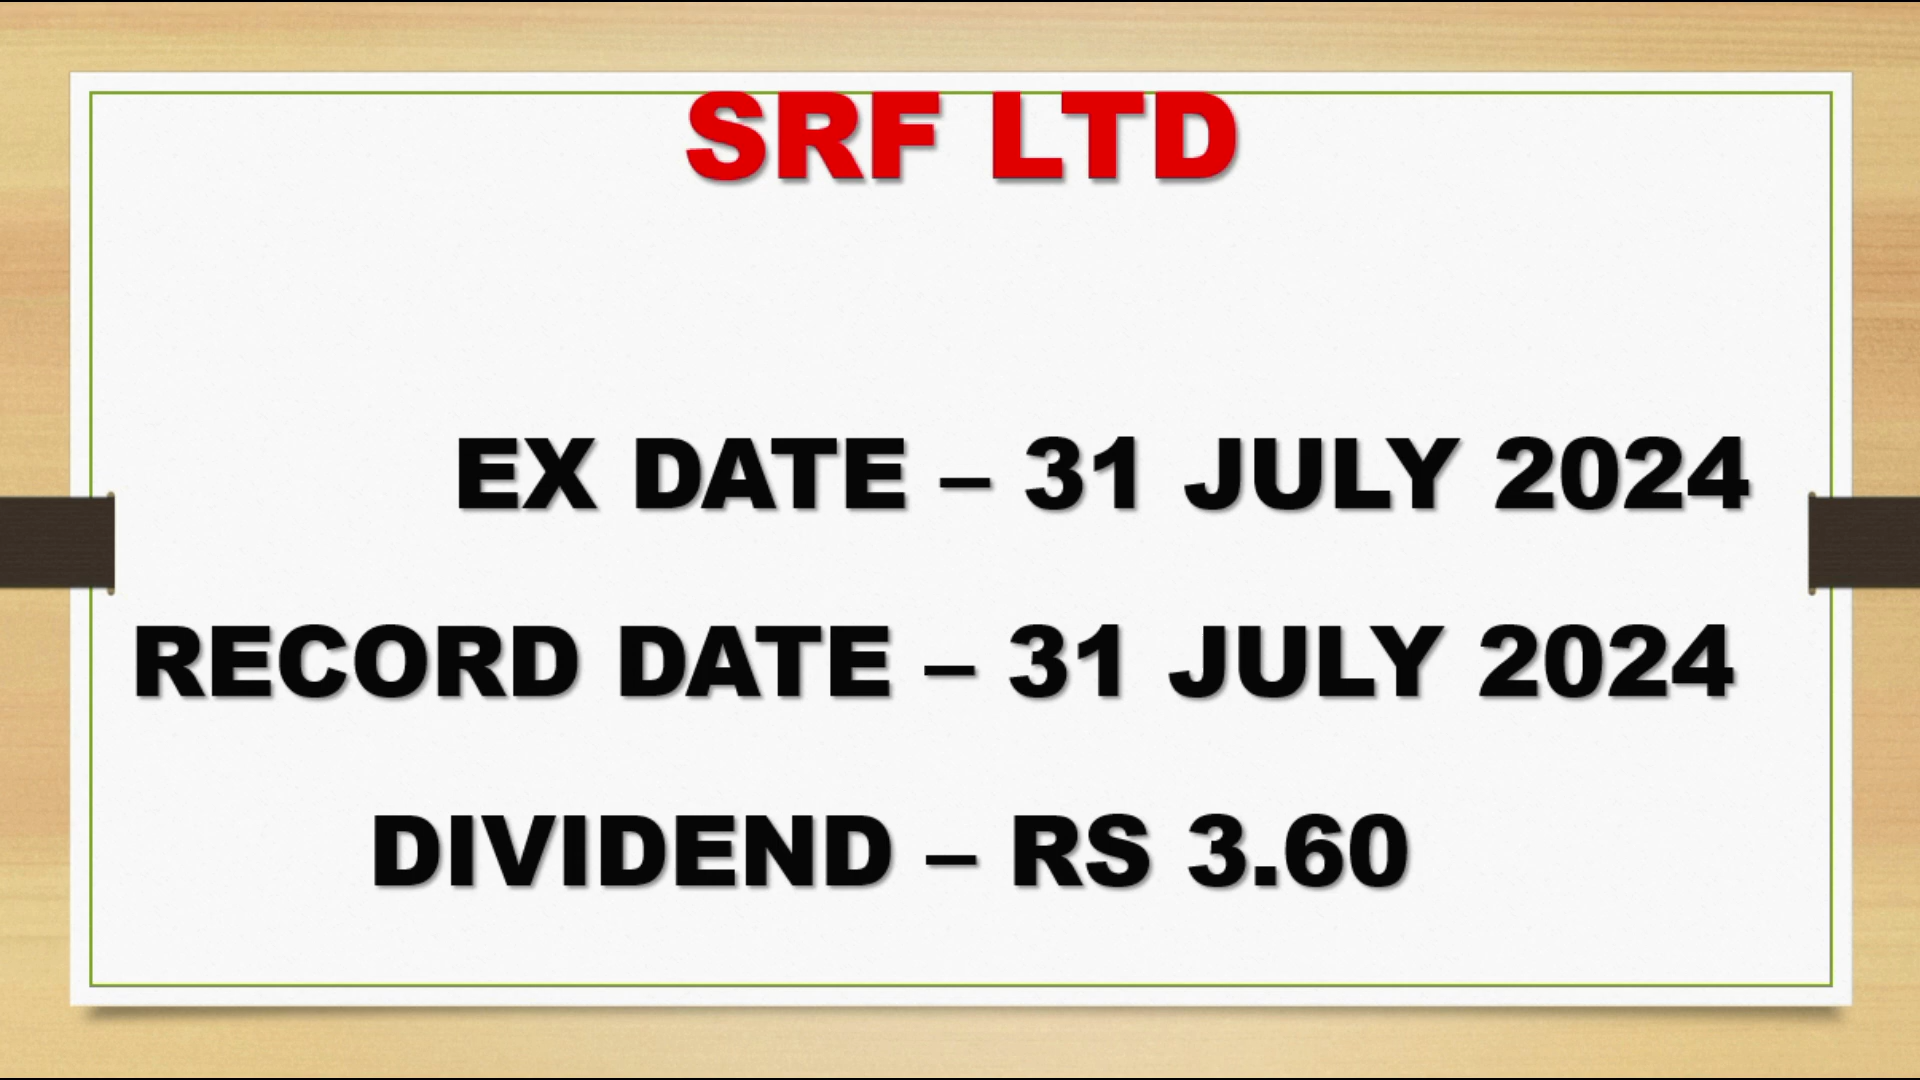 SRF LTD
EX DATE – 31 JULY 2024
RECORD DATE – 31 JULY 2024
DIVIDEND – RS 3.60